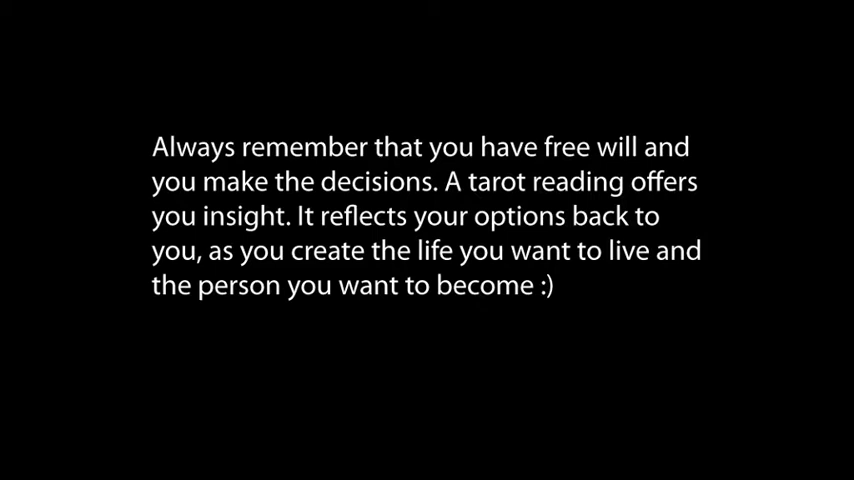 Always remember that you have free will and
you make the decisions. A tarot reading offers
you insight. It reflects your options back to
you, as you create the life you want to live and
the person you want to become :)